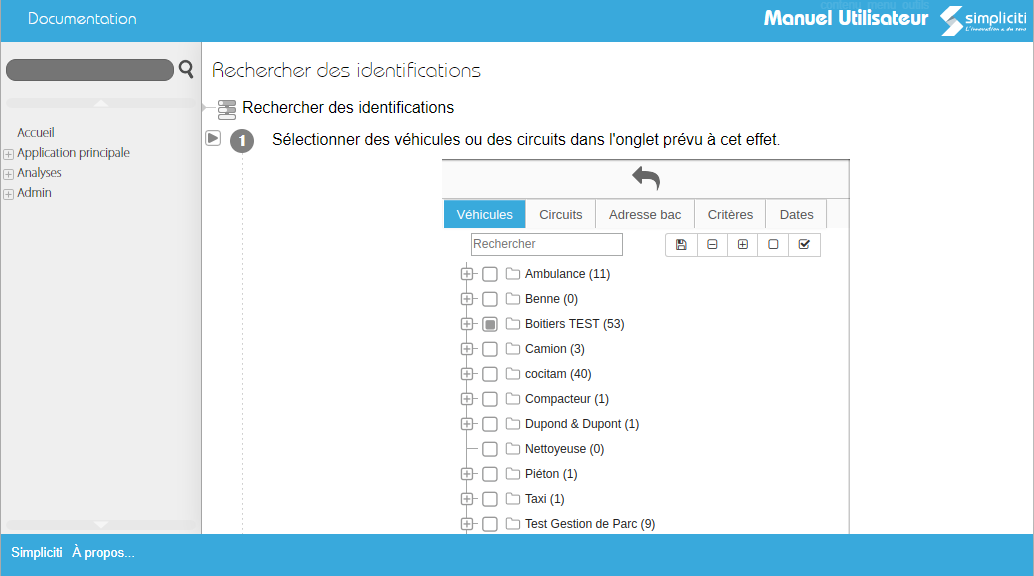 Documentation
contenu menu outils
Manuel Utilisateur
simpliciti
Rechercher des identifications
Rechercher des identifications
Accueil
Application principale
Analyses
Admin
1
Sélectionner des véhicules ou des circuits dans l'onglet prévu à cet effet.
Véhicules
Circuits
Adresse bac
Critères
Dates
Rechercher
Ambulance (11)
Benne (0)
Boitiers TEST (53)
Camion (3)
cocitam (40)
Compacteur (1)
Dupond & Dupont (1)
Nettoyeuse (0)
Piéton (1)
Taxi (1)
Test Gestion de Parc (9)
Simpliciti
À propos...